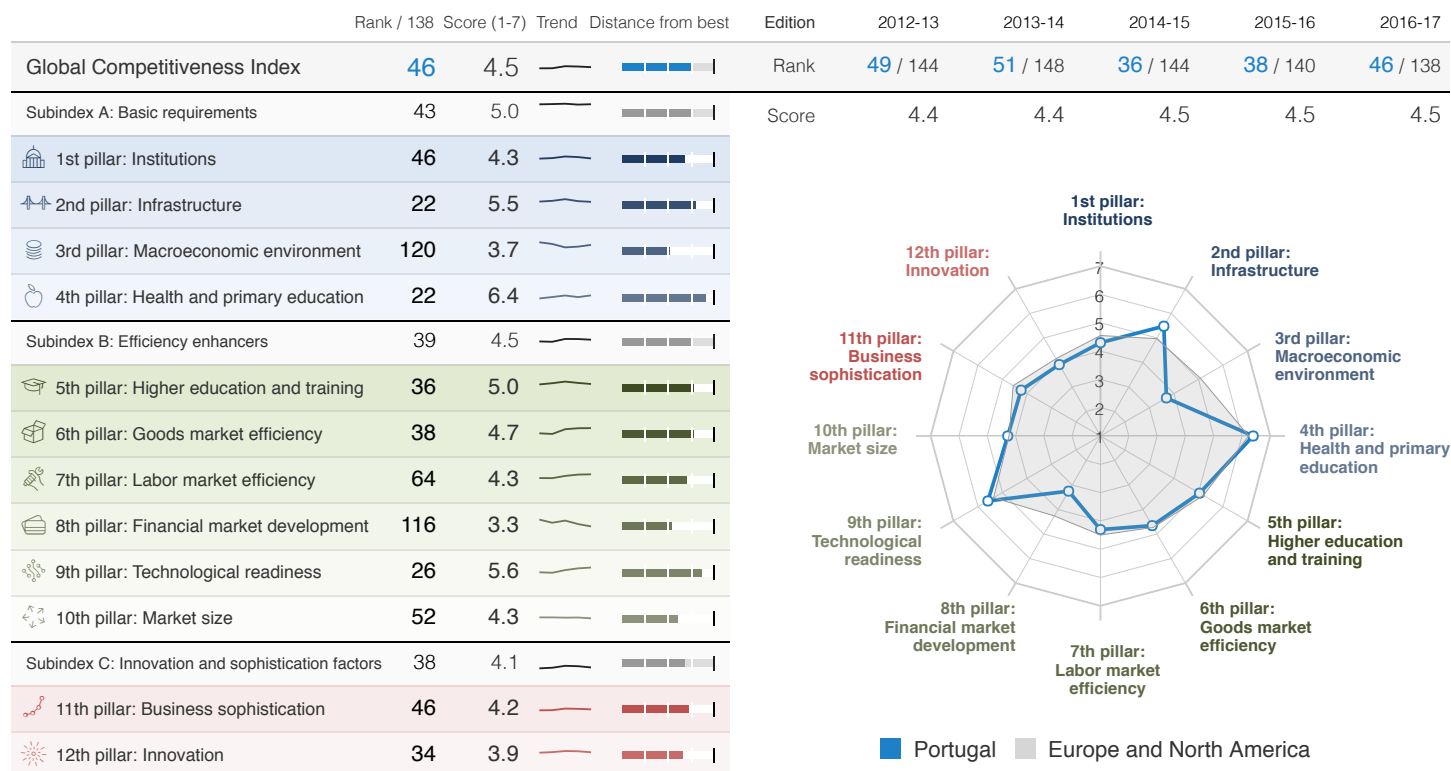 Rank / 138 Score (1-7) Trend Distance from best
Global Competitiveness Index 46 4.5
Subindex A: Basic requirements 43 5.0
1st pillar: Institutions 46 4.3
2nd pillar: Infrastructure 22 5.5
3rd pillar: Macroeconomic environment 120 3.7
4th pillar: Health and primary education 22 6.4
Subindex B: Efficiency enhancers 39 4.5
5th pillar: Higher education and training 36 5.0
6th pillar: Goods market efficiency 38 4.7
7th pillar: Labor market efficiency 64 4.3
8th pillar: Financial market development 116 3.3
9th pillar: Technological readiness 26 5.6
10th pillar: Market size 52 4.3
Subindex C: Innovation and sophistication factors 38 4.1
11th pillar: Business sophistication 46 4.2
12th pillar: Innovation 34 3.9
Edition 2012-13 2013-14 2014-15 2015-16 2016-17
Rank 49 / 144 51 / 148 36 / 144 38 / 140 46 / 138
Score 4.4 4.4 4.5 4.5 4.5
1st pillar:
Institutions
2nd pillar:
Infrastructure
3rd pillar:
Macroeconomic
environment
4th pillar:
Health and primary
education
5th pillar:
Higher education
and training
6th pillar:
Goods market
efficiency
7th pillar:
Labor market
efficiency
8th pillar:
Financial market
development
9th pillar:
Technological
readiness
10th pillar:
Market size
11th pillar:
Business
sophistication
12th pillar:
Innovation
7
6
5
4
3
2
1
Portugal Europe and North America